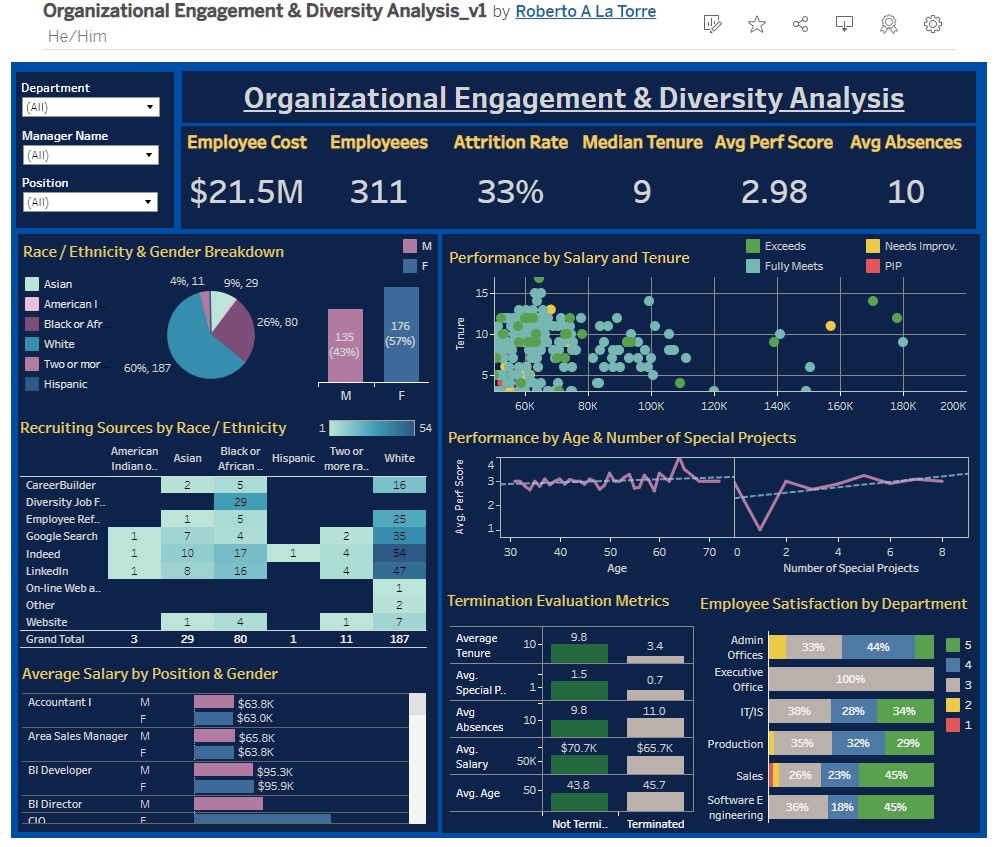 Organizational Engagement & Diversity Analysis_v1 by Roberto A La Torre
He/Him
Department
(All)
Manager Name
(All)
Position
(All)
Organizational Engagement & Diversity Analysis
Employee Cost Employeees Attrition Rate Median Tenure Avg Perf Score Avg Absences
$21.5M 311 33% 9 2.98 10
Race / Ethnicity & Gender Breakdown
M
F
Asian
American I
Black or Afr
White
Two or mor
Hispanic
4%, 11
9%, 29
26%, 80
60%, 187
135
(43%)
176
(57%)
M F
Recruiting Sources by Race / Ethnicity
1 54
American Indian o.. Asian Black or African .. Hispanic Two or more ra.. White
CareerBuilder 2 5 16
Diversity Job F.. 29
Employee Ref.. 1 5 25
Google Search 1 7 4 2 35
Indeed 1 10 17 1 4 54
LinkedIn 1 8 16 4 47
On-line Web a.. 1
Other 2
Website 1 4 1 7
Grand Total 3 29 80 1 11 187
Average Salary by Position & Gender
Accountant I M $63.8K
F $63.0K
Area Sales Manager M $65.8K
F $63.8K
BI Developer M $95.3K
F $95.9K
BI Director M
CIO F
Performance by Salary and Tenure
Exceeds Needs Improv.
Fully Meets PIP
Tenure
15
10
5
60K 80K 100K 120K 140K 160K 180K 200K
Performance by Age & Number of Special Projects
Avg. Perf Score
4
3
2
1
30 40 50 60 70 0 2 4 6 8
Age Number of Special Projects
Termination Evaluation Metrics
Average Tenure 10 9.8 3.4
Avg. Special P.. 1 1.5 0.7
Avg Absences 10 9.8 11.0
Avg. Salary 50K $70.7K $65.7K
Avg. Age 50 43.8 45.7
Not Termi.. Terminated
Employee Satisfaction by Department
Admin Offices 33% 44%
Executive Office 100%
IT/IS 38% 28% 34%
Production 35% 32% 29%
Sales 26% 23% 45%
Software E ngineering 36% 18% 45%
5
4
3
2
1